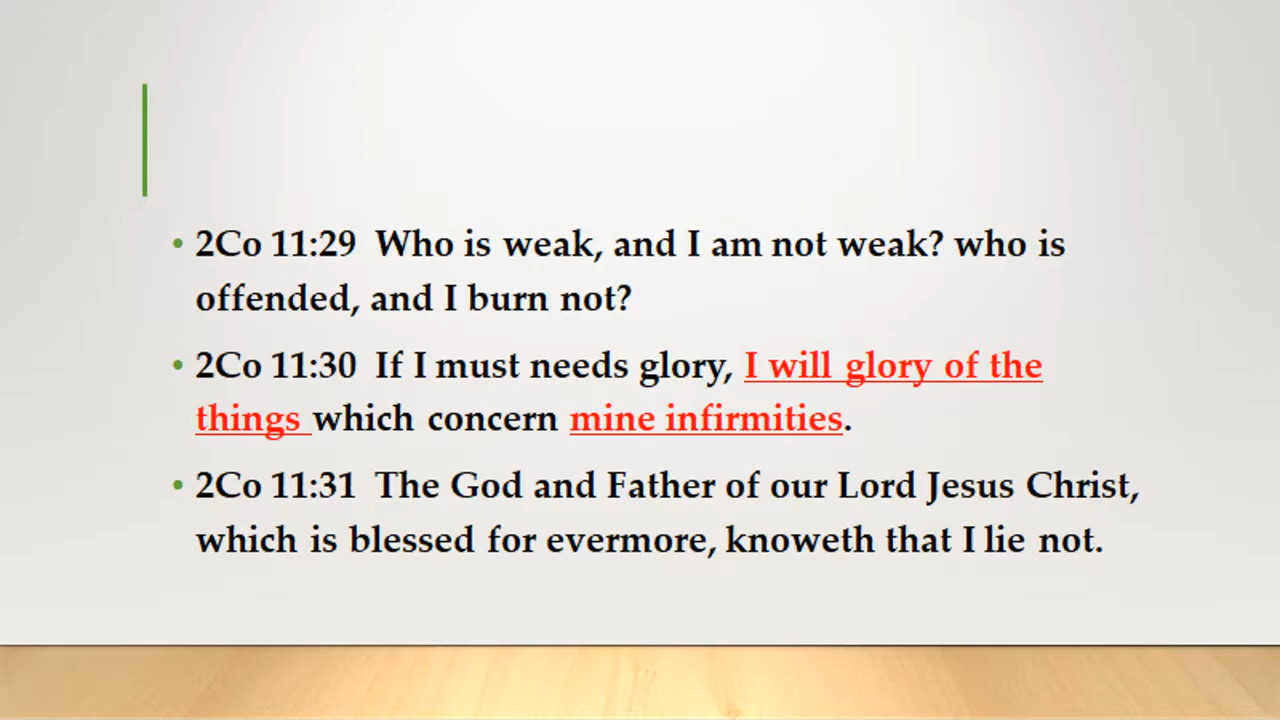 • 2Co 11:29  Who is weak, and I am not weak? who is
offended, and I burn not?
• 2Co 11:30  If I must needs glory, I will glory of the
things which concern mine infirmities.
• 2Co 11:31  The God and Father of our Lord Jesus Christ,
which is blessed for evermore, knoweth that I lie not.